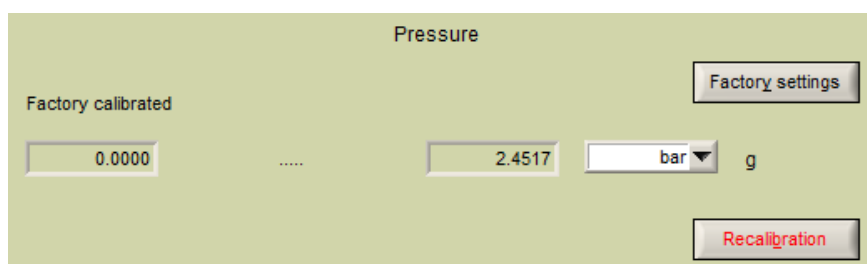 Pressure
Factory settings
Factory calibrated
0.0000 ..... 2.4517 bar g
Recalibration